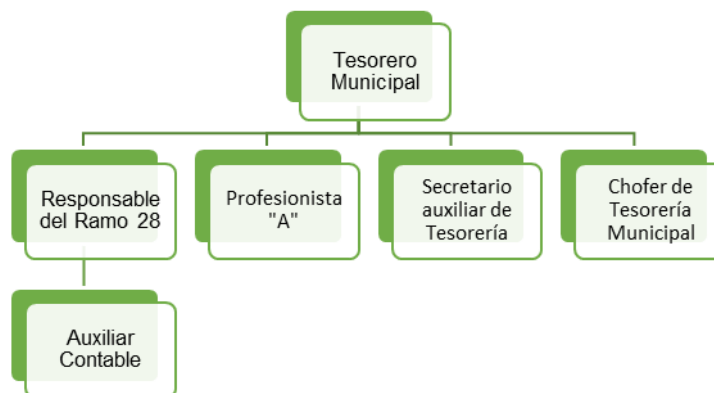 Tesorero
Municipal
Responsable
del Ramo 28
Profesionista
"A"
Secretario
auxiliar de
Tesorería
Chofer de
Tesorería
Municipal
Auxiliar
Contable